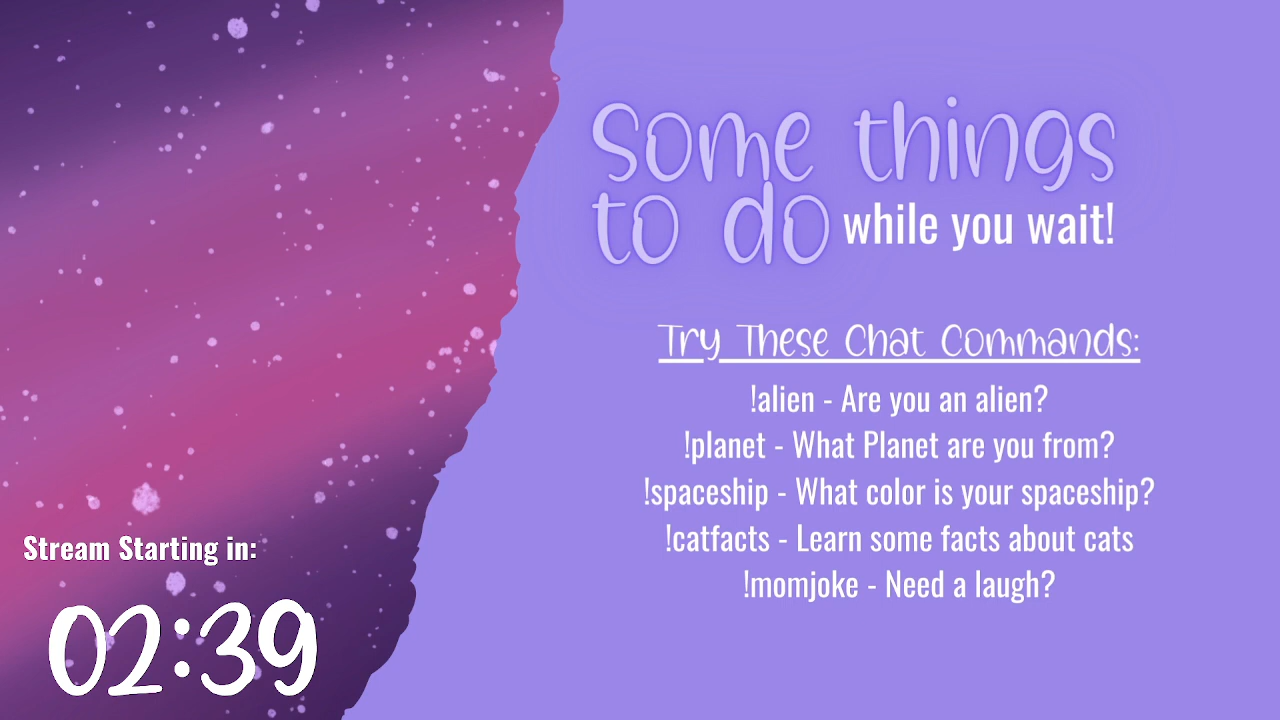 Some things
to do while you wait!
Try These Chat Commands:
!alien - Are you an alien?
!planet - What Planet are you from?
!spaceship - What color is your spaceship?
!catfacts - Learn some facts about cats
!momjoke - Need a laugh?
Stream Starting in:
02:39